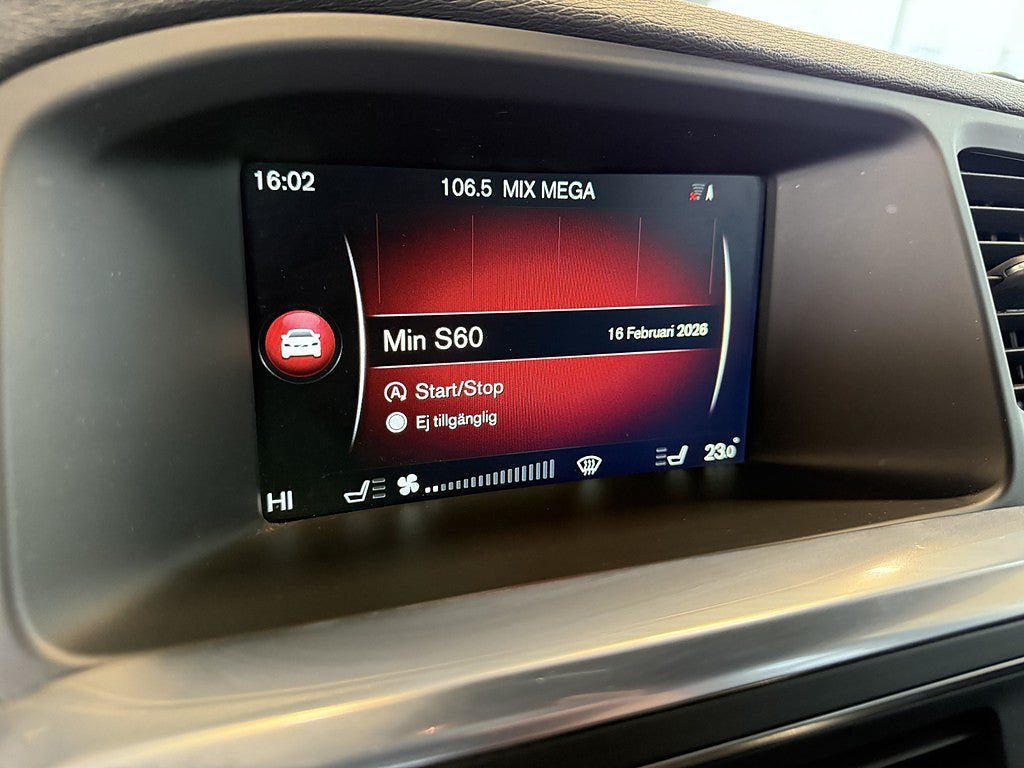 16:02
106.5 MIX MEGA
Min S60
16 Februari 2026
A Start/Stop
Ej tillgänglig
HI
23.0°